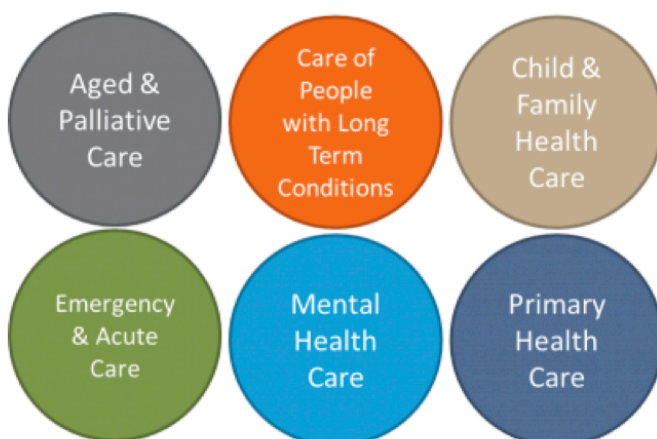 Aged &
Palliative
Care
Care of
People
with Long
Term
Conditions
Child &
Family
Health
Care
Emergency
& Acute
Care
Mental
Health
Care
Primary
Health
Care